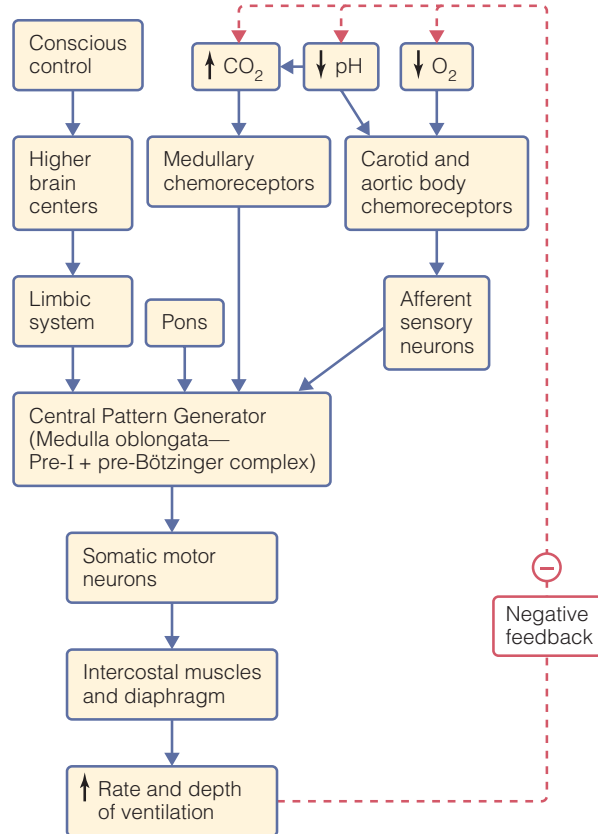 Conscious
control
↑ CO₂
↓ pH
↓ O₂
Higher
brain
centers
Medullary
chemoreceptors
Carotid and
aortic body
chemoreceptors
Limbic
system
Pons
Afferent
sensory
neurons
Central Pattern Generator
(Medulla oblongata—
Pre-I + pre-Bötzinger complex)
Somatic motor
neurons
−
Negative
feedback
Intercostal muscles
and diaphragm
↑ Rate and depth
of ventilation